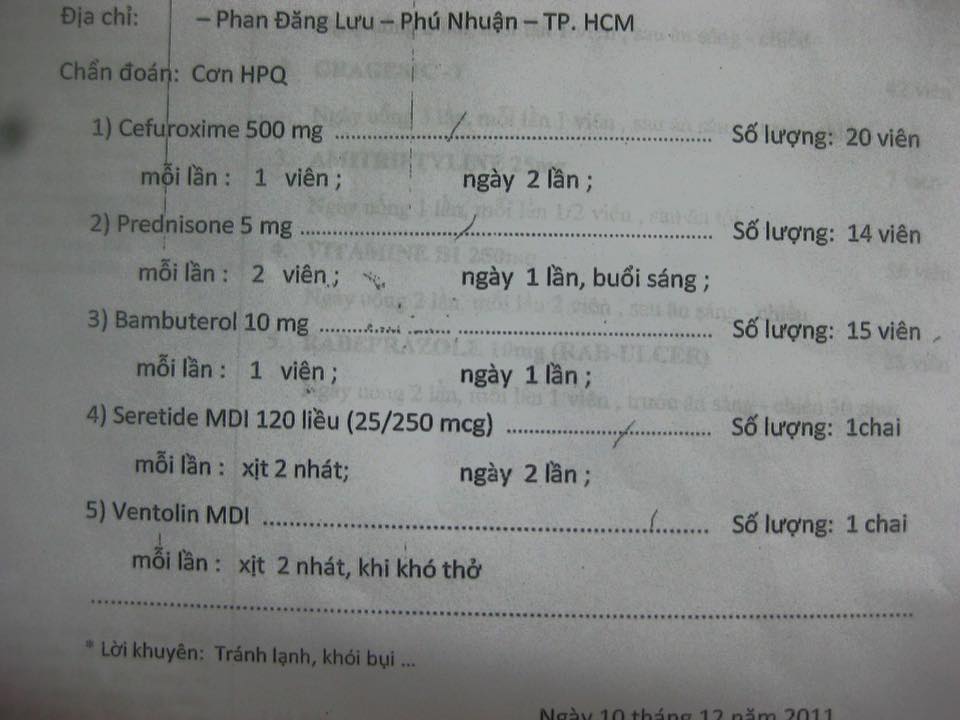 Địa chỉ: – Phan Đăng Lưu – Phú Nhuận – TP. HCM
Chẩn đoán: Cơn HPQ
1) Cefuroxime 500 mg ........................................ Số lượng: 20 viên
mỗi lần : 1 viên ; ngày 2 lần ;
2) Prednisone 5 mg ........................................ Số lượng: 14 viên
mỗi lần : 2 viên ; ngày 1 lần, buổi sáng ;
3) Bambuterol 10 mg ........................................ Số lượng: 15 viên
mỗi lần : 1 viên ; ngày 1 lần ;
4) Seretide MDI 120 liều (25/250 mcg) .............................. Số lượng: 1chai
mỗi lần : xịt 2 nhát; ngày 2 lần ;
5) Ventolin MDI ........................................ Số lượng: 1 chai
mỗi lần : xịt 2 nhát, khi khó thở
* Lời khuyên: Tránh lạnh, khói bụi ...
Ngày 10 tháng 12 năm 2011